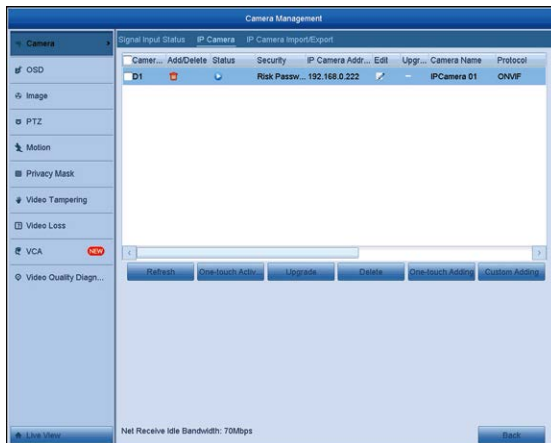 Camera Management
Camera
OSD
Image
PTZ
Motion
Privacy Mask
Video Tampering
Video Loss
VCA NEW
Video Quality Diagn...
Live View
Signal Input Status IP Camera IP Camera Import/Export
Camer... Add/Delete Status Security IP Camera Addr... Edit Upgr... Camera Name Protocol
D1 Risk Passw... 192.168.0.222 IPCamera 01 ONVIF
Refresh One-touch Activ... Upgrade Delete One-touch Adding Custom Adding
Net Receive Idle Bandwidth: 70Mbps
Back